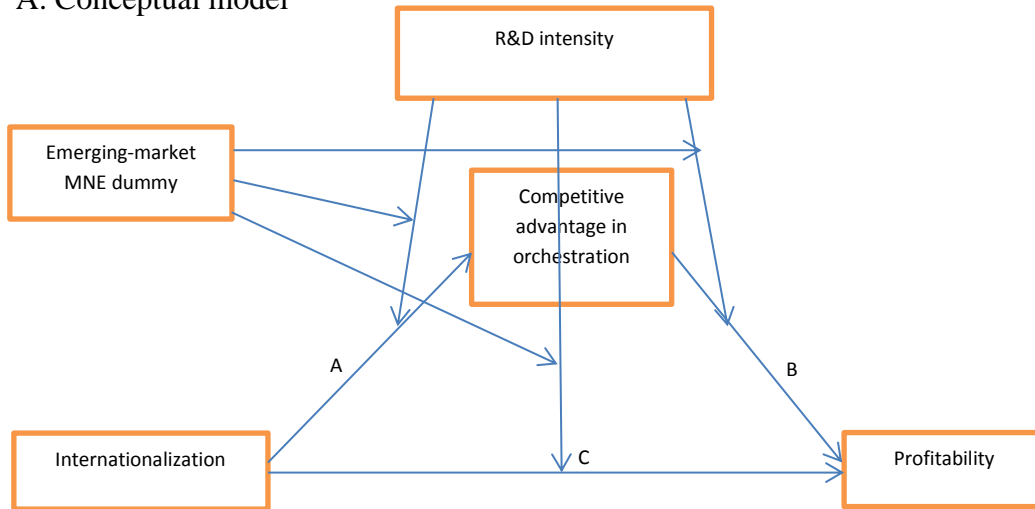 A. Conceptual model
R&D intensity
Emerging-market
MNE dummy
Competitive
advantage in
orchestration
A
B
Internationalization
C
Profitability